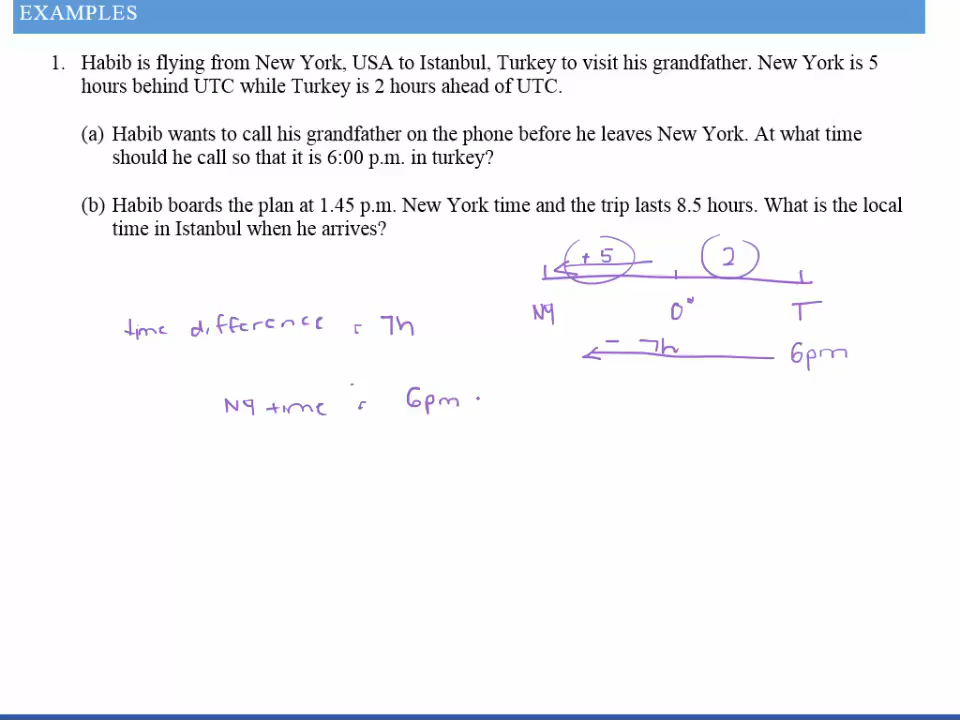 EXAMPLES
1. Habib is flying from New York, USA to Istanbul, Turkey to visit his grandfather. New York is 5
hours behind UTC while Turkey is 2 hours ahead of UTC.
(a) Habib wants to call his grandfather on the phone before he leaves New York. At what time
should he call so that it is 6:00 p.m. in turkey?
(b) Habib boards the plan at 1.45 p.m. New York time and the trip lasts 8.5 hours. What is the local
time in Istanbul when he arrives?
+ 5 2
NY 0° T
time difference : 7h
- 7h 6pm
NY time : 6pm -